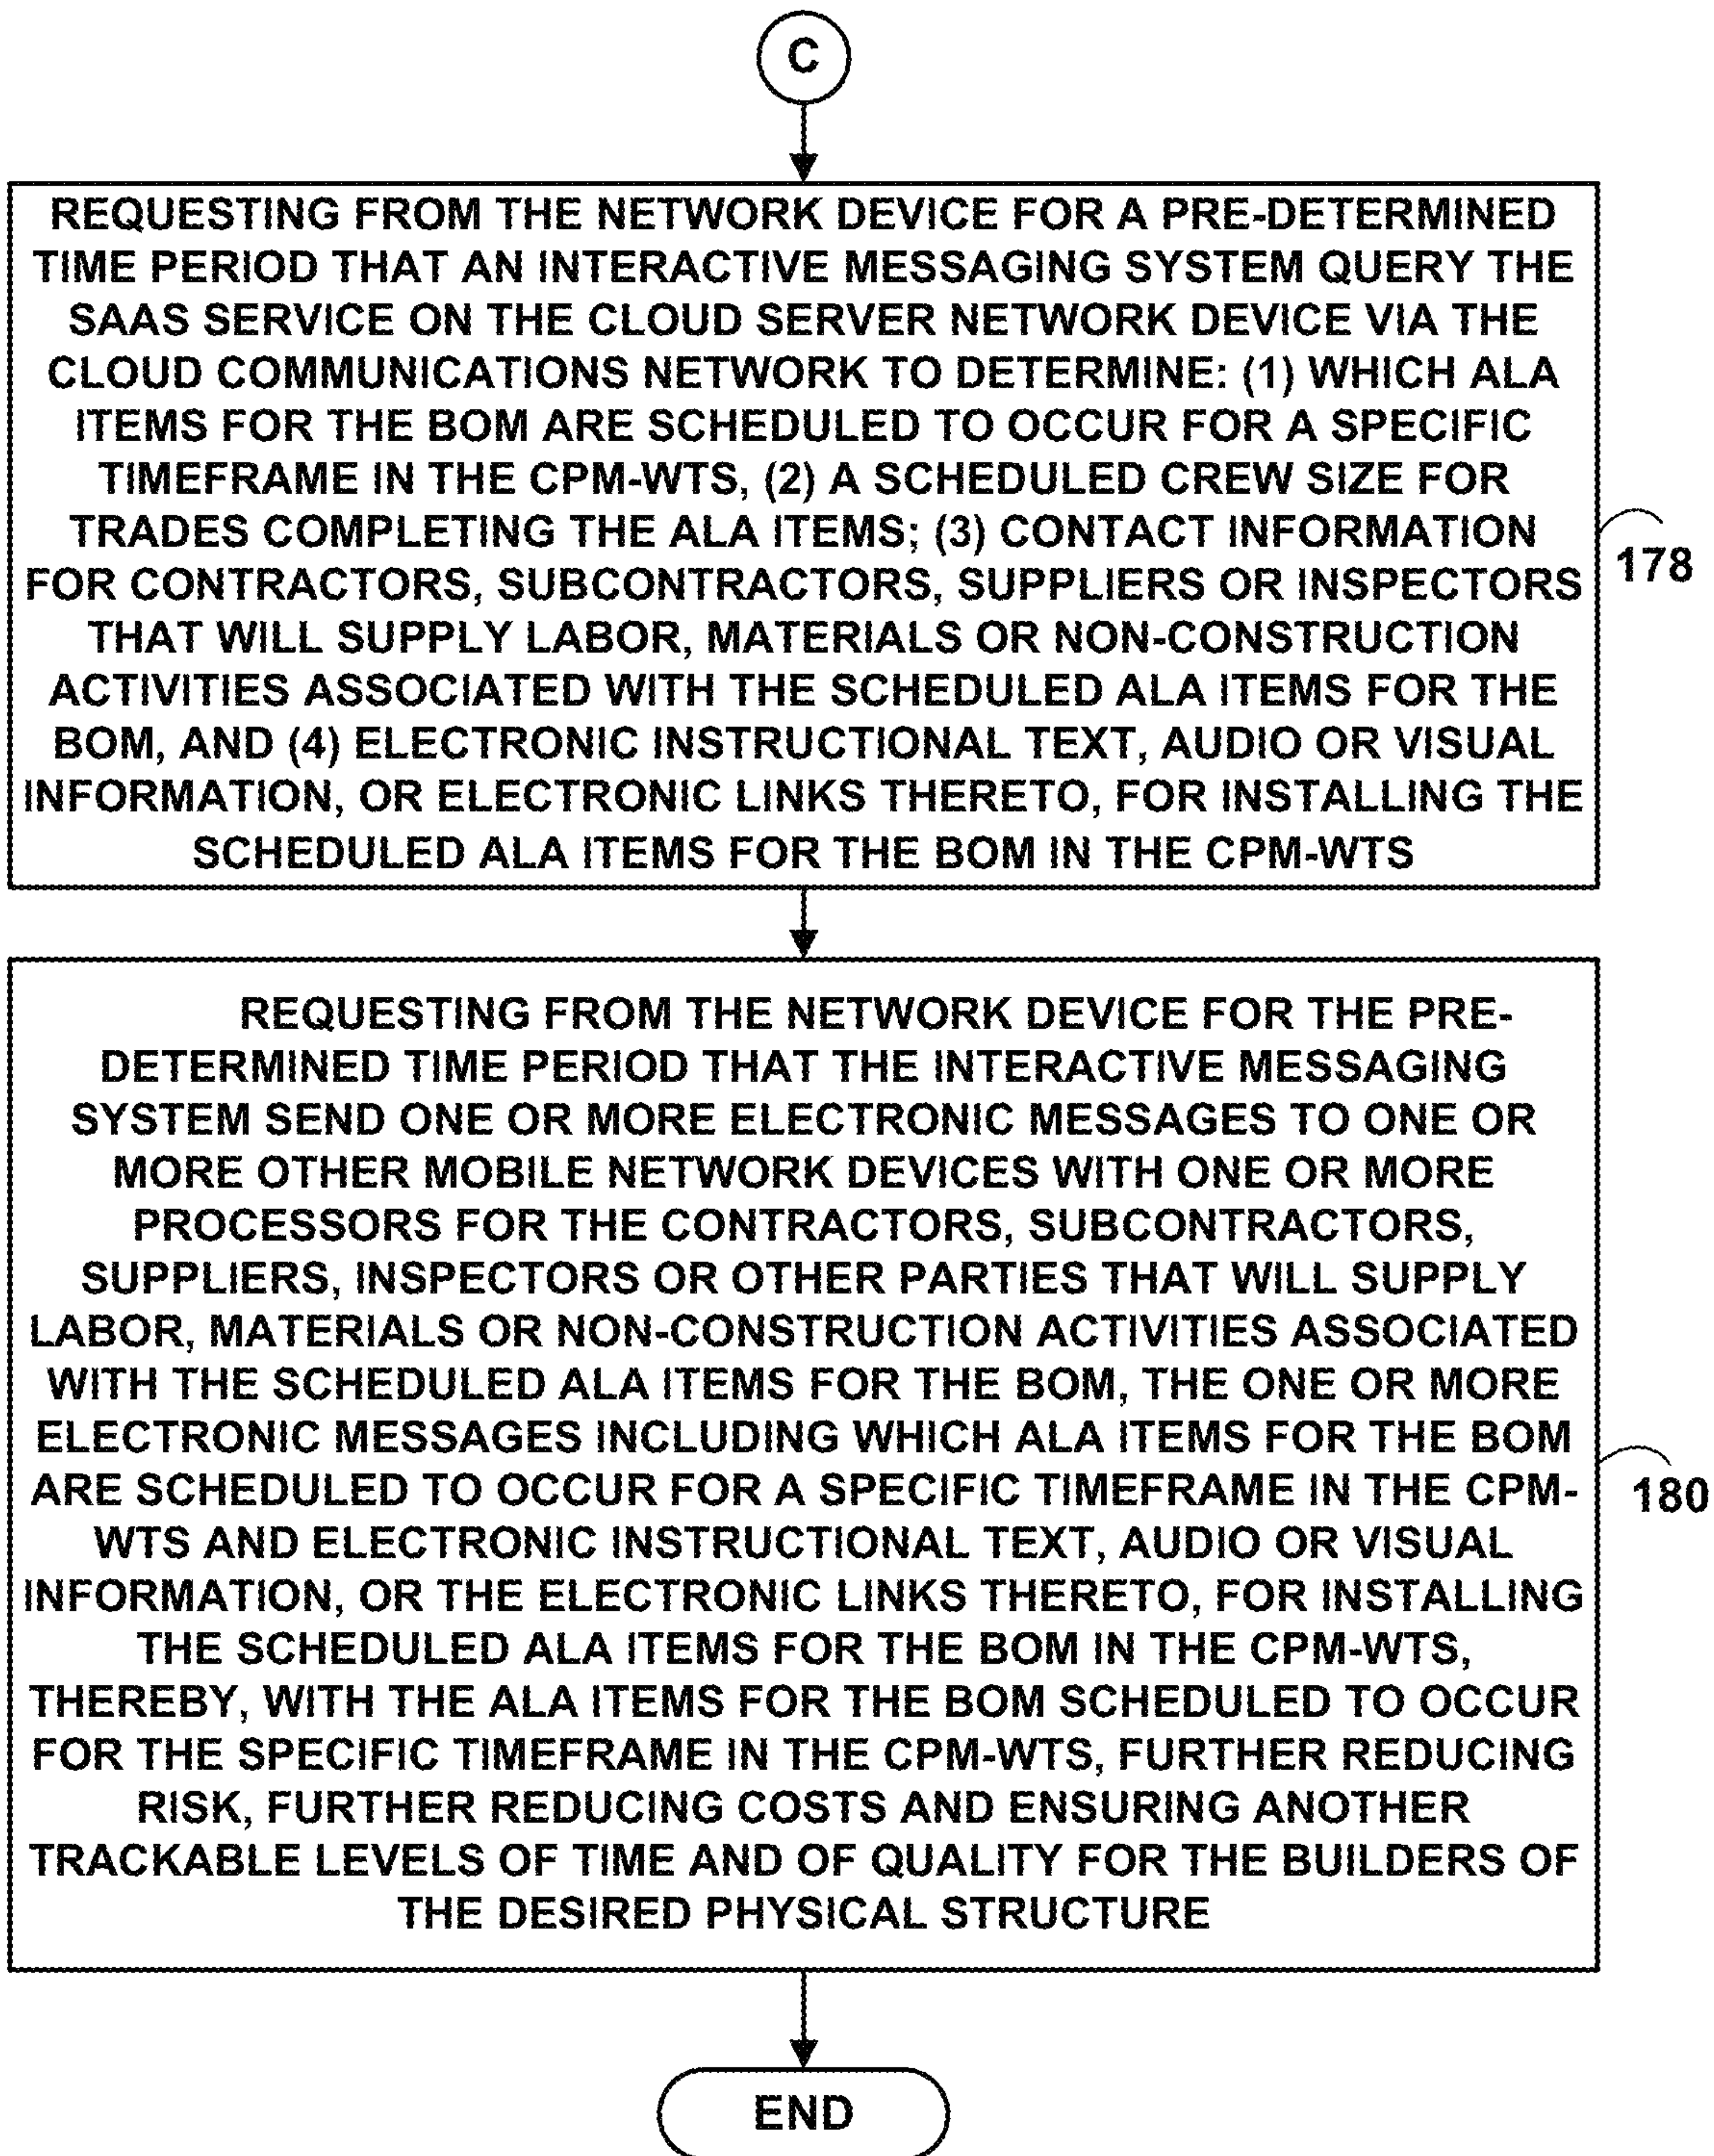 C
REQUESTING FROM THE NETWORK DEVICE FOR A PRE-DETERMINED
TIME PERIOD THAT AN INTERACTIVE MESSAGING SYSTEM QUERY THE
SAAS SERVICE ON THE CLOUD SERVER NETWORK DEVICE VIA THE
CLOUD COMMUNICATIONS NETWORK TO DETERMINE: (1) WHICH ALA
ITEMS FOR THE BOM ARE SCHEDULED TO OCCUR FOR A SPECIFIC
TIMEFRAME IN THE CPM-WTS, (2) A SCHEDULED CREW SIZE FOR
TRADES COMPLETING THE ALA ITEMS; (3) CONTACT INFORMATION
FOR CONTRACTORS, SUBCONTRACTORS, SUPPLIERS OR INSPECTORS
THAT WILL SUPPLY LABOR, MATERIALS OR NON-CONSTRUCTION
ACTIVITIES ASSOCIATED WITH THE SCHEDULED ALA ITEMS FOR THE
BOM, AND (4) ELECTRONIC INSTRUCTIONAL TEXT, AUDIO OR VISUAL
INFORMATION, OR ELECTRONIC LINKS THERETO, FOR INSTALLING THE
SCHEDULED ALA ITEMS FOR THE BOM IN THE CPM-WTS
178
REQUESTING FROM THE NETWORK DEVICE FOR THE PRE-
DETERMINED TIME PERIOD THAT THE INTERACTIVE MESSAGING
SYSTEM SEND ONE OR MORE ELECTRONIC MESSAGES TO ONE OR
MORE OTHER MOBILE NETWORK DEVICES WITH ONE OR MORE
PROCESSORS FOR THE CONTRACTORS, SUBCONTRACTORS,
SUPPLIERS, INSPECTORS OR OTHER PARTIES THAT WILL SUPPLY
LABOR, MATERIALS OR NON-CONSTRUCTION ACTIVITIES ASSOCIATED
WITH THE SCHEDULED ALA ITEMS FOR THE BOM, THE ONE OR MORE
ELECTRONIC MESSAGES INCLUDING WHICH ALA ITEMS FOR THE BOM
ARE SCHEDULED TO OCCUR FOR A SPECIFIC TIMEFRAME IN THE CPM-
WTS AND ELECTRONIC INSTRUCTIONAL TEXT, AUDIO OR VISUAL
INFORMATION, OR THE ELECTRONIC LINKS THERETO, FOR INSTALLING
THE SCHEDULED ALA ITEMS FOR THE BOM IN THE CPM-WTS,
THEREBY, WITH THE ALA ITEMS FOR THE BOM SCHEDULED TO OCCUR
FOR THE SPECIFIC TIMEFRAME IN THE CPM-WTS, FURTHER REDUCING
RISK, FURTHER REDUCING COSTS AND ENSURING ANOTHER
TRACKABLE LEVELS OF TIME AND OF QUALITY FOR THE BUILDERS OF
THE DESIRED PHYSICAL STRUCTURE
180
END